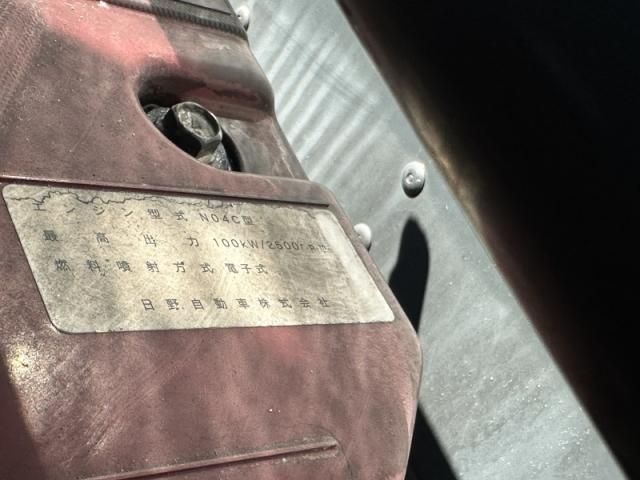 エンジン型式 N04C型
最高出力 100kW/2500r.p.m.
燃料噴射方式 電子式
日野自動車株式会社